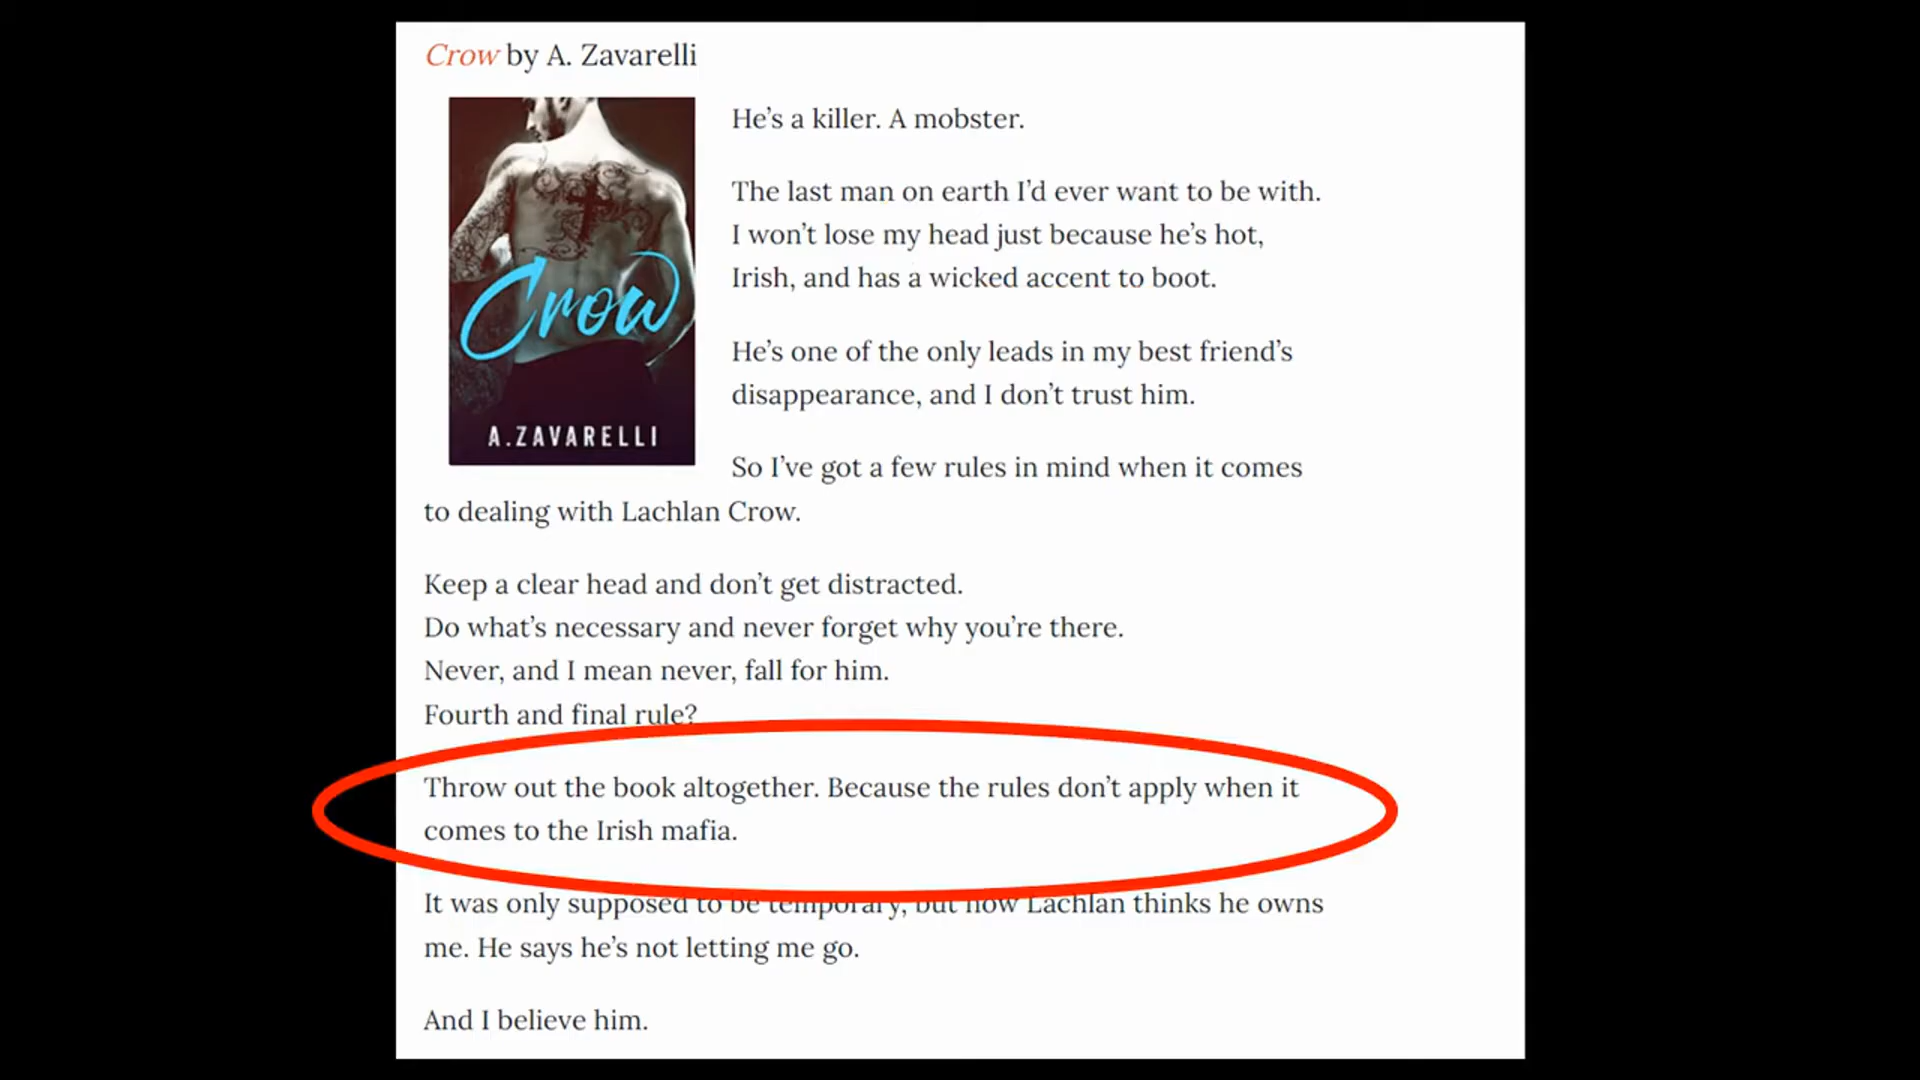 Crow by A. Zavarelli
Crow
A.ZAVARELLI
He’s a killer. A mobster.
The last man on earth I’d ever want to be with.
I won’t lose my head just because he’s hot,
Irish, and has a wicked accent to boot.
He’s one of the only leads in my best friend’s
disappearance, and I don’t trust him.
So I’ve got a few rules in mind when it comes
to dealing with Lachlan Crow.
Keep a clear head and don’t get distracted.
Do what’s necessary and never forget why you’re there.
Never, and I mean never, fall for him.
Fourth and final rule?
Throw out the book altogether. Because the rules don’t apply when it
comes to the Irish mafia.
It was only supposed to be temporary, but now Lachlan thinks he owns
me. He says he’s not letting me go.
And I believe him.